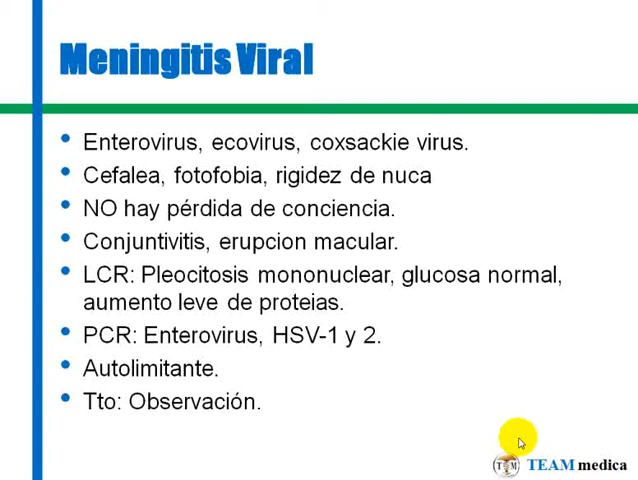 Meningitis Viral
• Enterovirus, ecovirus, coxsackie virus.
• Cefalea, fotofobia, rigidez de nuca
• NO hay pérdida de conciencia.
• Conjuntivitis, erupcion macular.
• LCR: Pleocitosis mononuclear, glucosa normal,
aumento leve de proteias.
• PCR: Enterovirus, HSV-1 y 2.
• Autolimitante.
• Tto: Observación.
TEAM medica